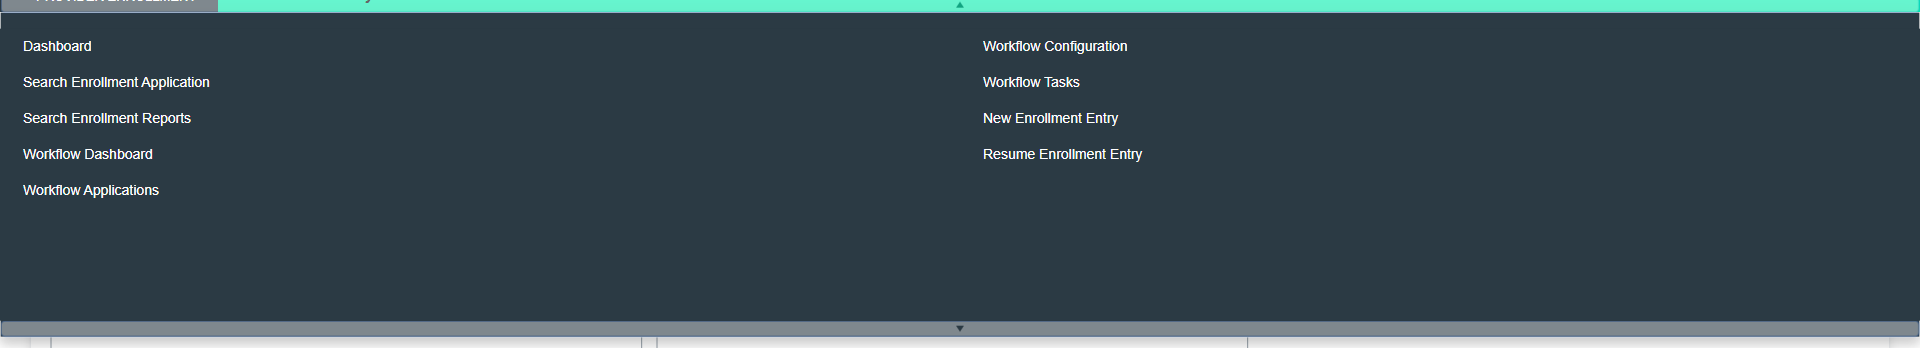 Dashboard
Search Enrollment Application
Search Enrollment Reports
Workflow Dashboard
Workflow Applications
Workflow Configuration
Workflow Tasks
New Enrollment Entry
Resume Enrollment Entry